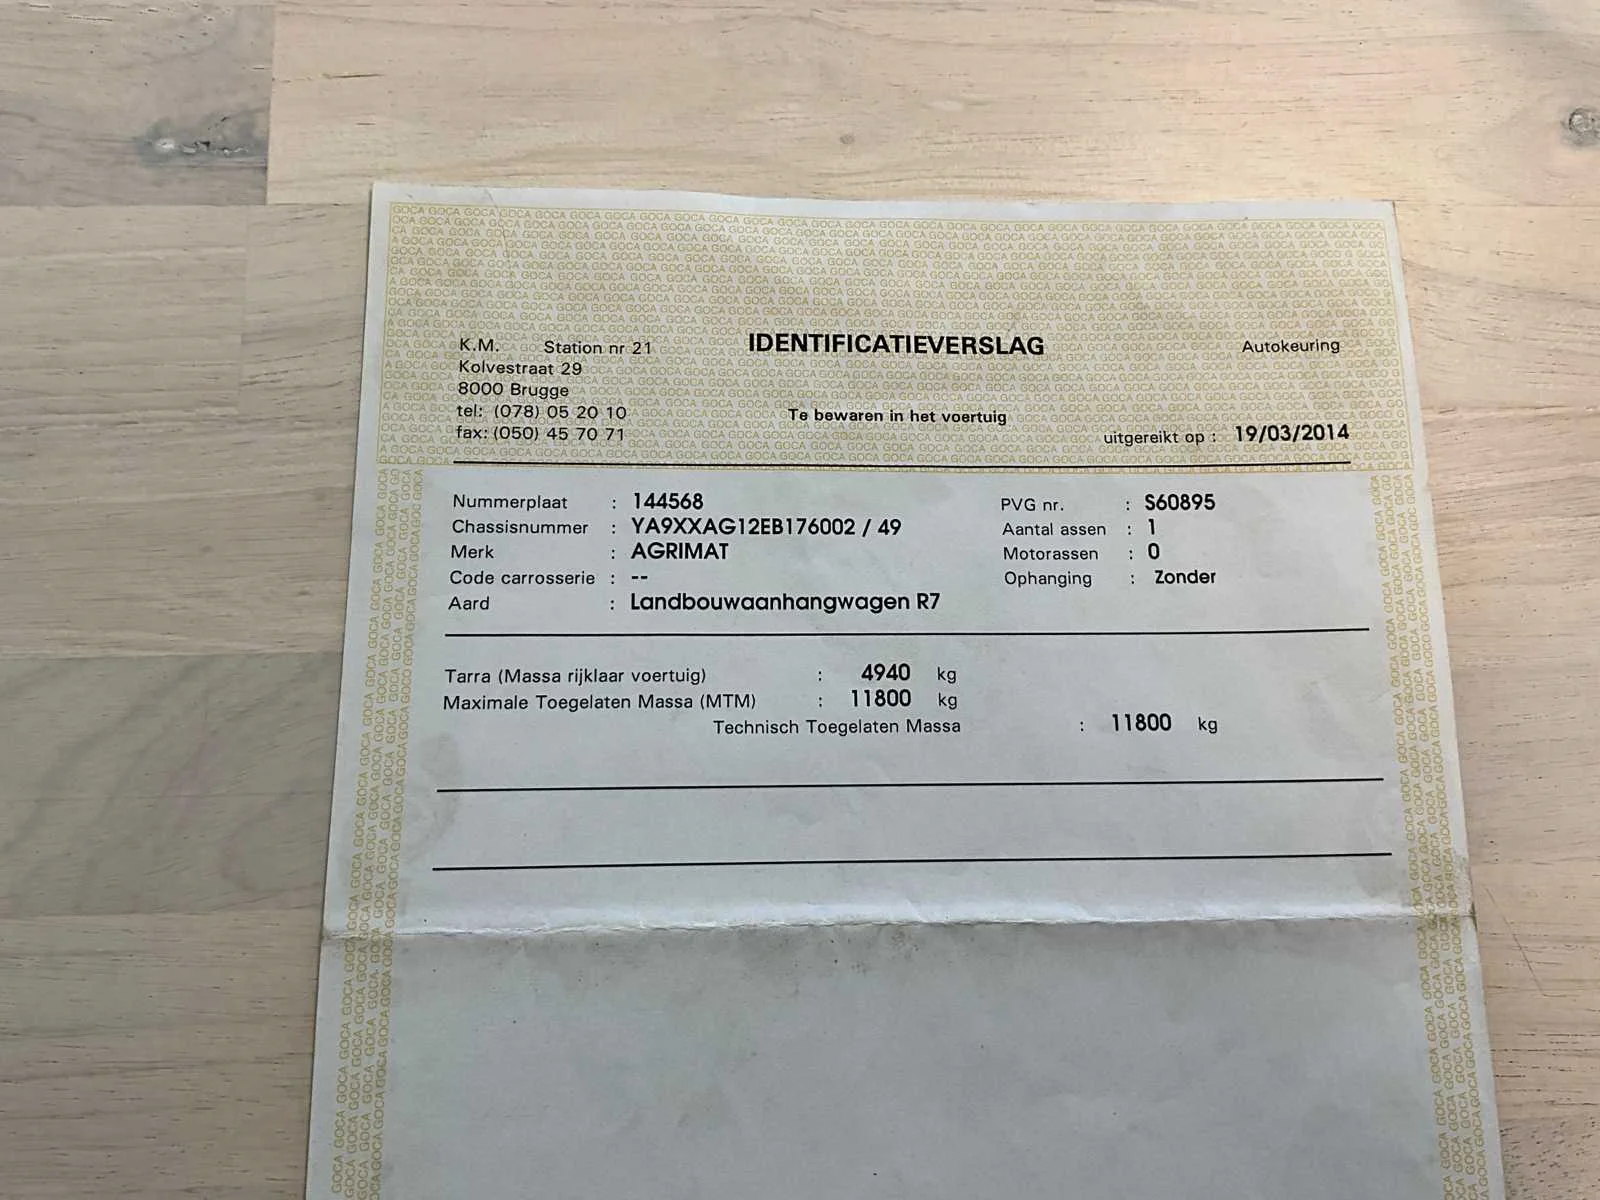 K.M. Station nr 21 IDENTIFICATIEVERSLAG Autokeuring
Kolvestraat 29
8000 Brugge
tel: (078) 05 20 10 Te bewaren in het voertuig
fax: (050) 45 70 71 uitgereikt op : 19/03/2014
Nummerplaat : 144568 PVG nr. : S60895
Chassisnummer : YA9XXAG12EB176002 / 49 Aantal assen : 1
Merk : AGRIMAT Motorassen : 0
Code carrosserie : -- Ophanging : Zonder
Aard : Landbouwaanhangwagen R7
Tarra (Massa rijklaar voertuig) : 4940 kg
Maximale Toegelaten Massa (MTM) : 11800 kg
Technisch Toegelaten Massa : 11800 kg